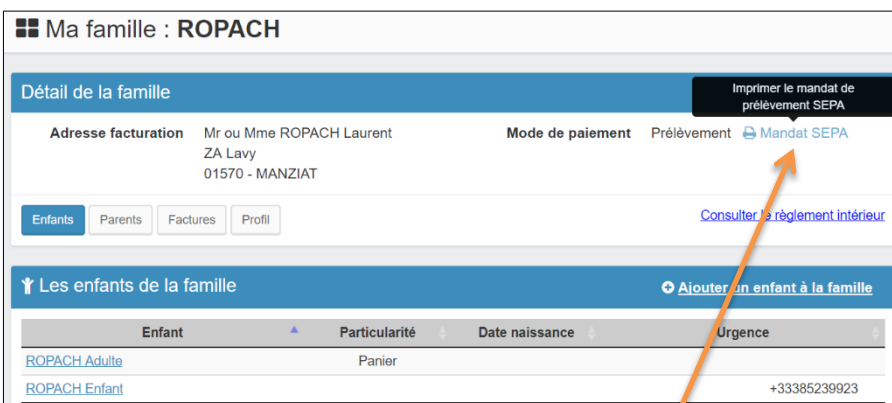 Ma famille : ROPACH
Détail de la famille
Imprimer le mandat de
prélèvement SEPA
Adresse facturation Mr ou Mme ROPACH Laurent Mode de paiement Prélèvement Mandat SEPA
ZA Lavy
01570 - MANZIAT
Enfants Parents Factures Profil Consulter le règlement intérieur
Les enfants de la famille Ajouter un enfant à la famille
Enfant Particularité Date naissance Urgence
ROPACH Adulte Panier
ROPACH Enfant +33385239923